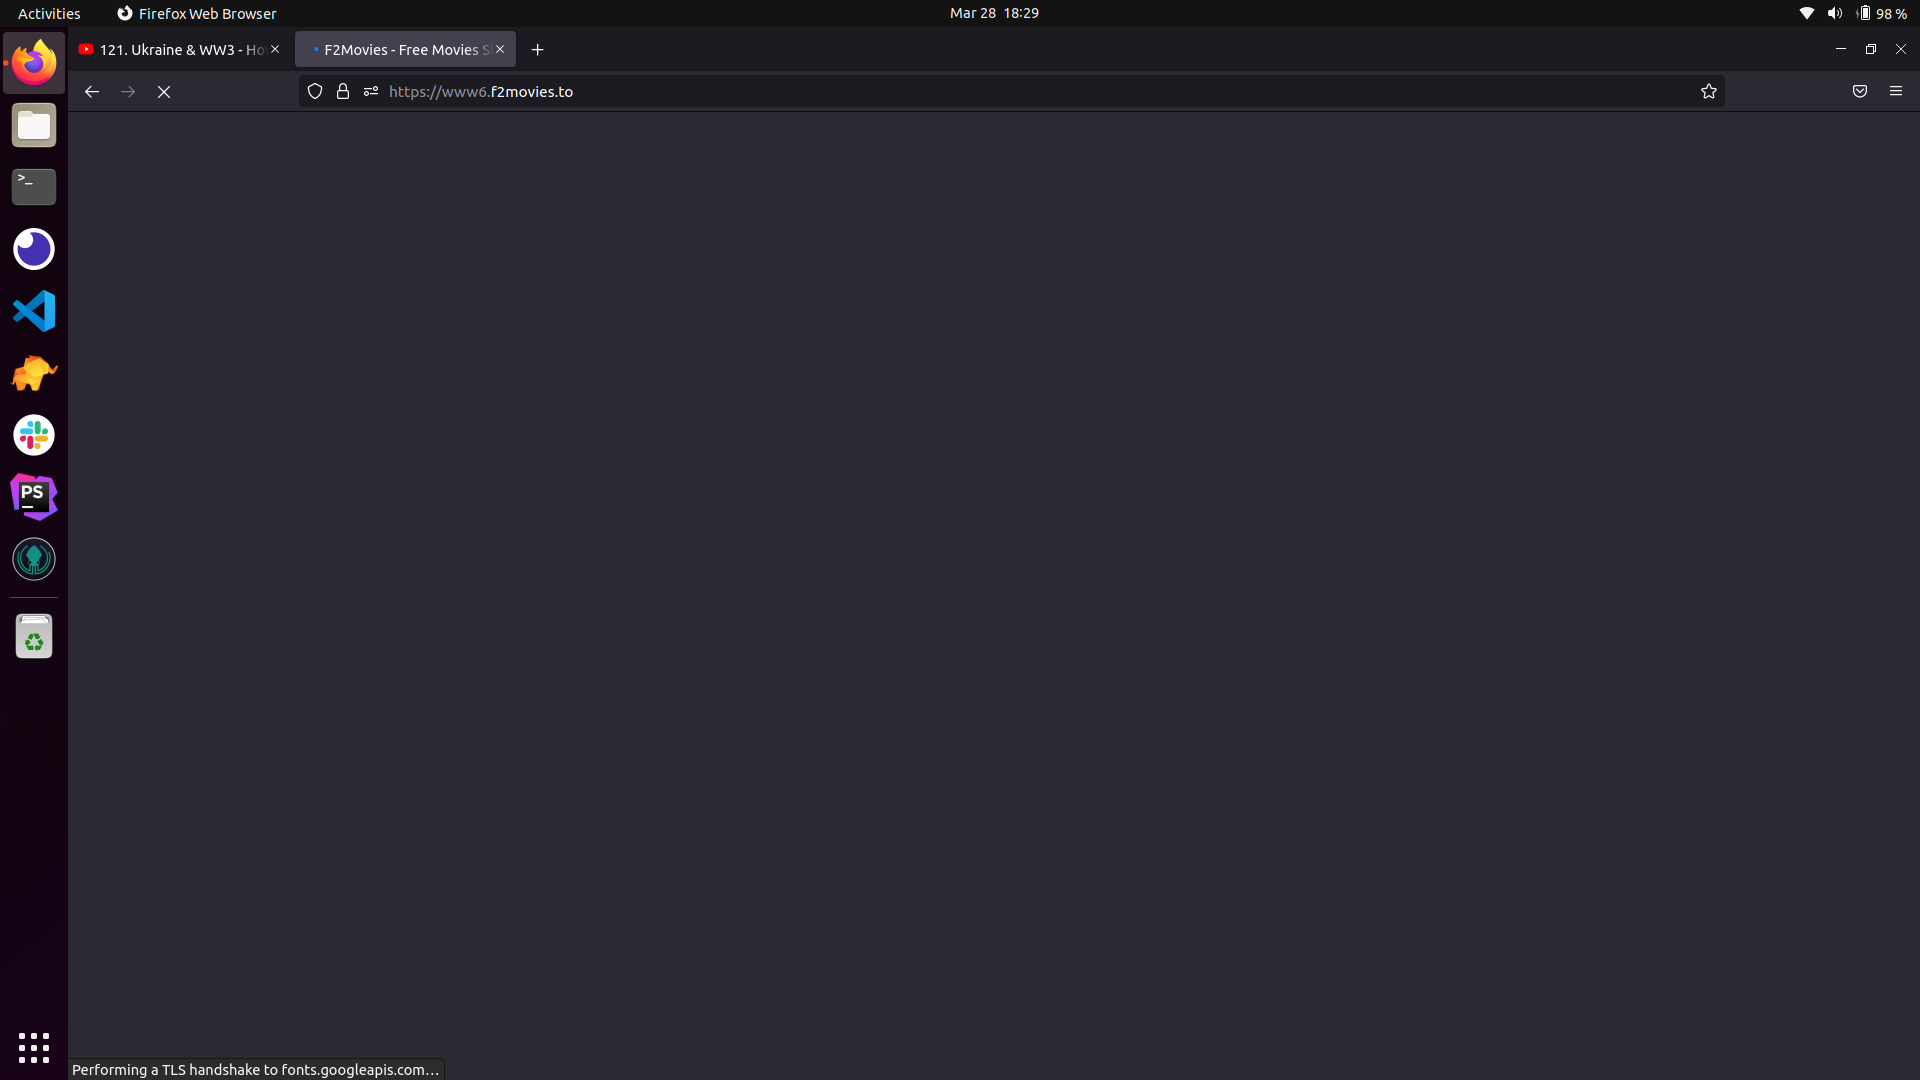 Activities
Firefox Web Browser
Mar 28 18:29
98 %
121. Ukraine & WW3 - Ho
F2Movies - Free Movies S
https://www6.f2movies.to
>_
PS
Performing a TLS handshake to fonts.googleapis.com…